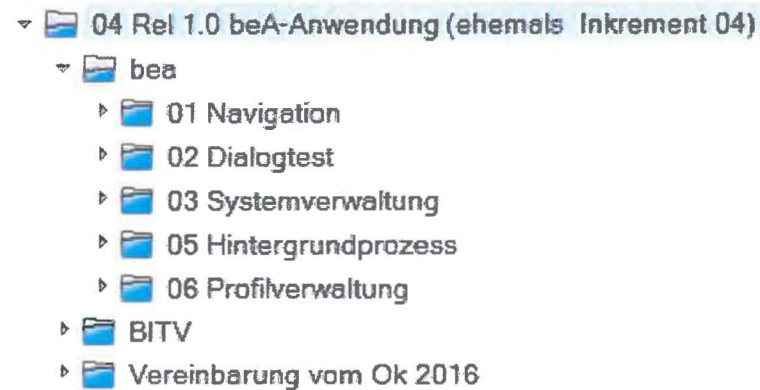 04 Rel 1.0 beA-Anwendung (ehemals Inkrement 04)
bea
01 Navigation
02 Dialogtest
03 Systemverwaltung
05 Hintergrundprozess
06 Profilverwaltung
BITV
Vereinbarung vom Ok 2016